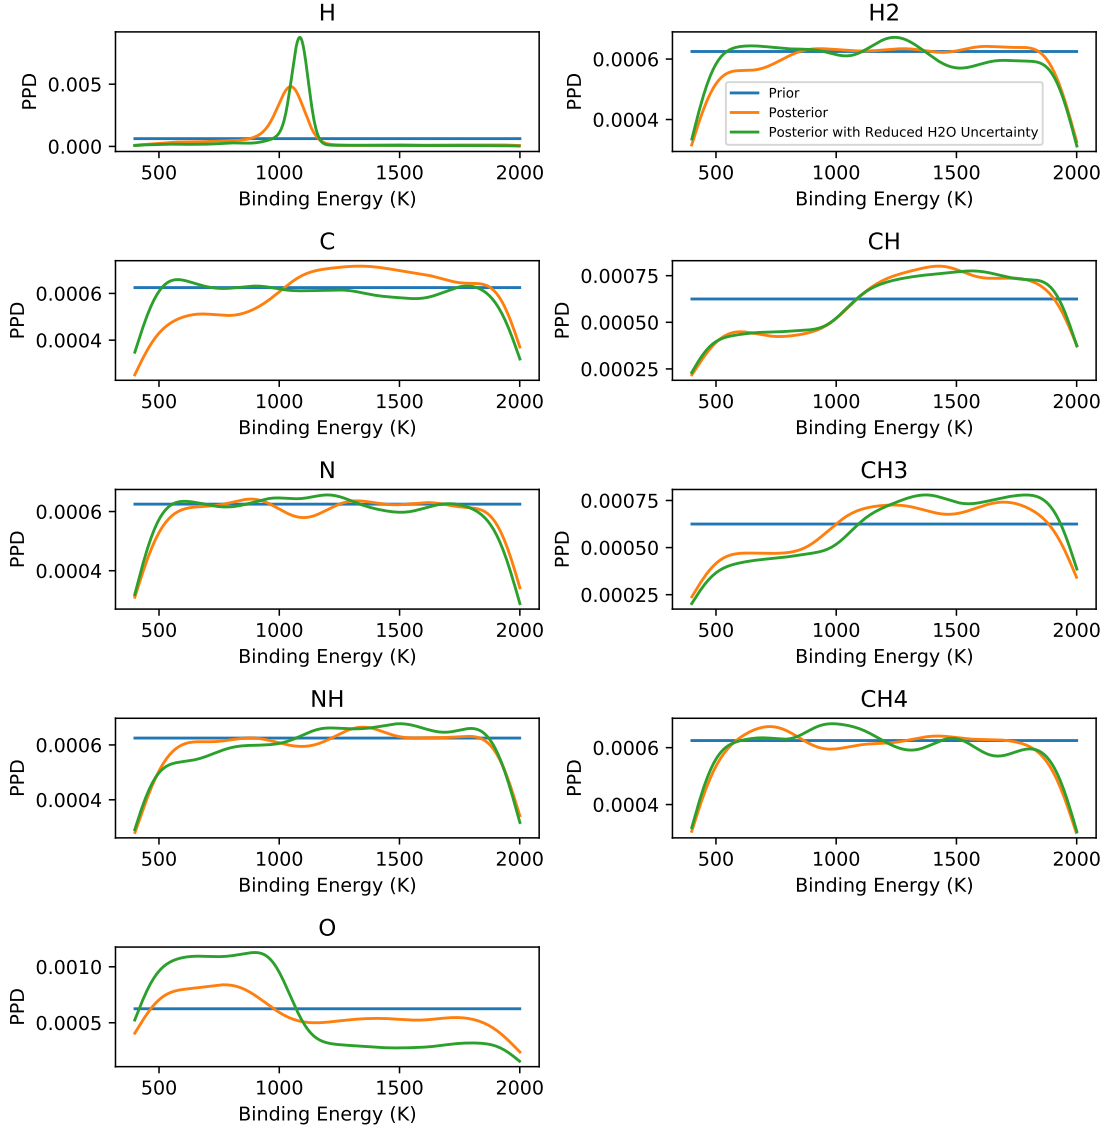 H
PPD
0.005
0.000
500 1000 1500 2000
Binding Energy (K)
H2
PPD
0.0006
0.0004
Prior
Posterior
Posterior with Reduced H2O Uncertainty
500 1000 1500 2000
Binding Energy (K)
C
PPD
0.0006
0.0004
500 1000 1500 2000
Binding Energy (K)
CH
PPD
0.00075
0.00050
0.00025
500 1000 1500 2000
Binding Energy (K)
N
PPD
0.0006
0.0004
500 1000 1500 2000
Binding Energy (K)
CH3
PPD
0.00075
0.00050
0.00025
500 1000 1500 2000
Binding Energy (K)
NH
PPD
0.0006
0.0004
500 1000 1500 2000
Binding Energy (K)
CH4
PPD
0.0006
0.0004
500 1000 1500 2000
Binding Energy (K)
O
PPD
0.0010
0.0005
500 1000 1500 2000
Binding Energy (K)